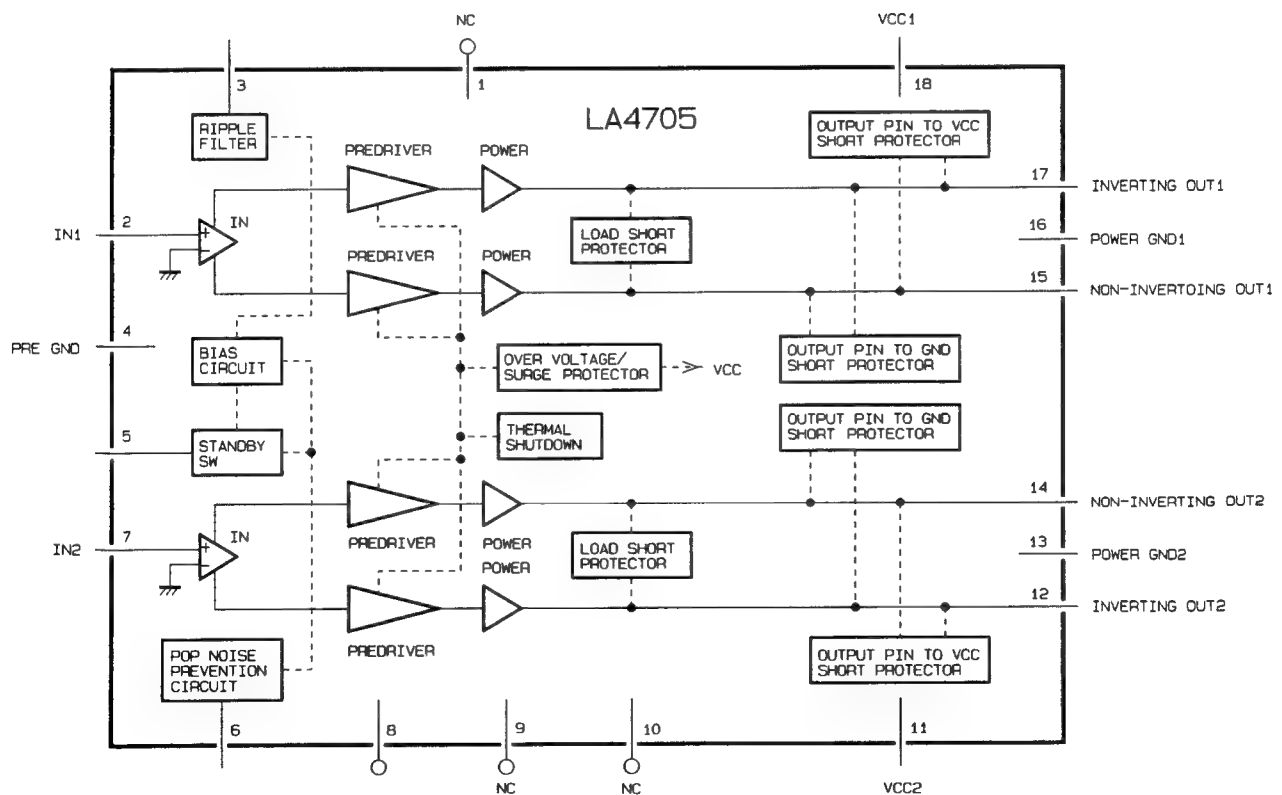 NC
VCC1
3
1
18
LA4705
RIPPLE
FILTER
OUTPUT PIN TO VCC
SHORT PROTECTOR
PREDRIVER
POWER
17
INVERTING OUT1
2
IN
IN1
+
-
LOAD SHORT
PROTECTOR
16
POWER GND1
PREDRIVER
POWER
15
NON-INVERTOING OUT1
4
PRE GND
BIAS
CIRCUIT
OVER VOLTAGE/
SURGE PROTECTOR
VCC
OUTPUT PIN TO GND
SHORT PROTECTOR
OUTPUT PIN TO GND
SHORT PROTECTOR
5
STANDBY
SW
THERMAL
SHUTDOWN
14
NON-INVERTING OUT2
7
IN
IN2
+
-
PREDRIVER
POWER
POWER
LOAD SHORT
PROTECTOR
13
POWER GND2
12
INVERTING OUT2
POP NOISE
PREVENTION
CIRCUIT
PREDRIVER
OUTPUT PIN TO VCC
SHORT PROTECTOR
6
8
9
10
11
NC
NC
VCC2